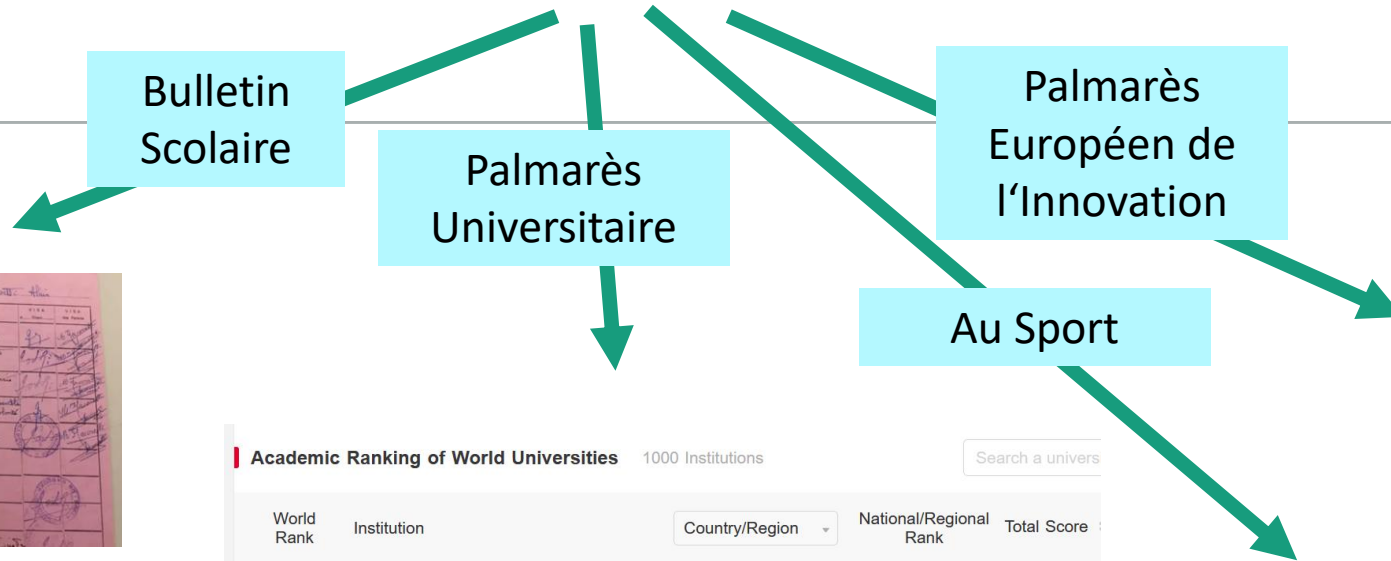 Bulletin
Scolaire
Palmarès
Universitaire
Palmarès
Européen de
l‘Innovation
Au Sport
Alain
Academic Ranking of World Universities 1000 Institutions
Search a univers
World
Rank
Institution
Country/Region
National/Regional
Rank
Total Score